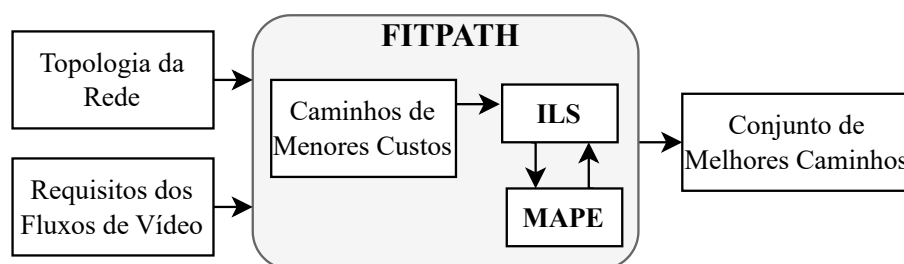 FITPATH
Topologia da
Rede
Requisitos dos
Fluxos de Vídeo
Caminhos de
Menores Custos
ILS
MAPE
Conjunto de
Melhores Caminhos